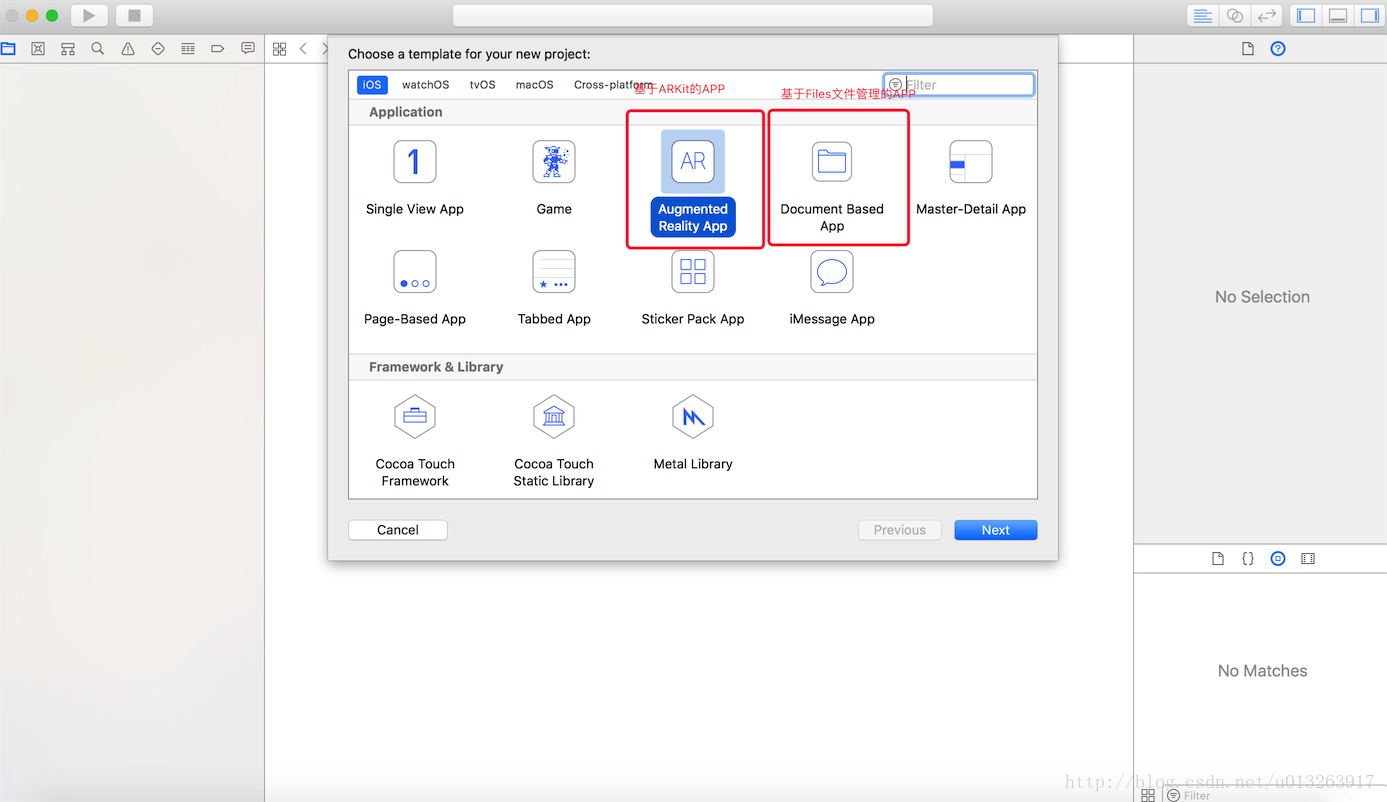 Choose a template for your new project:
iOS watchOS tvOS macOS Cross-platform
基于ARKit的APP
基于Files文件管理的APP
Filter
Application
1
AR
Single View App
Game
Augmented
Reality App
Document Based
App
Master-Detail App
Page-Based App
Tabbed App
Sticker Pack App
iMessage App
Framework & Library
Cocoa Touch
Framework
Cocoa Touch
Static Library
Metal Library
Cancel
Previous
Next
No Selection
{}
No Matches
http://blog.csdn.net/u013263917
Filter